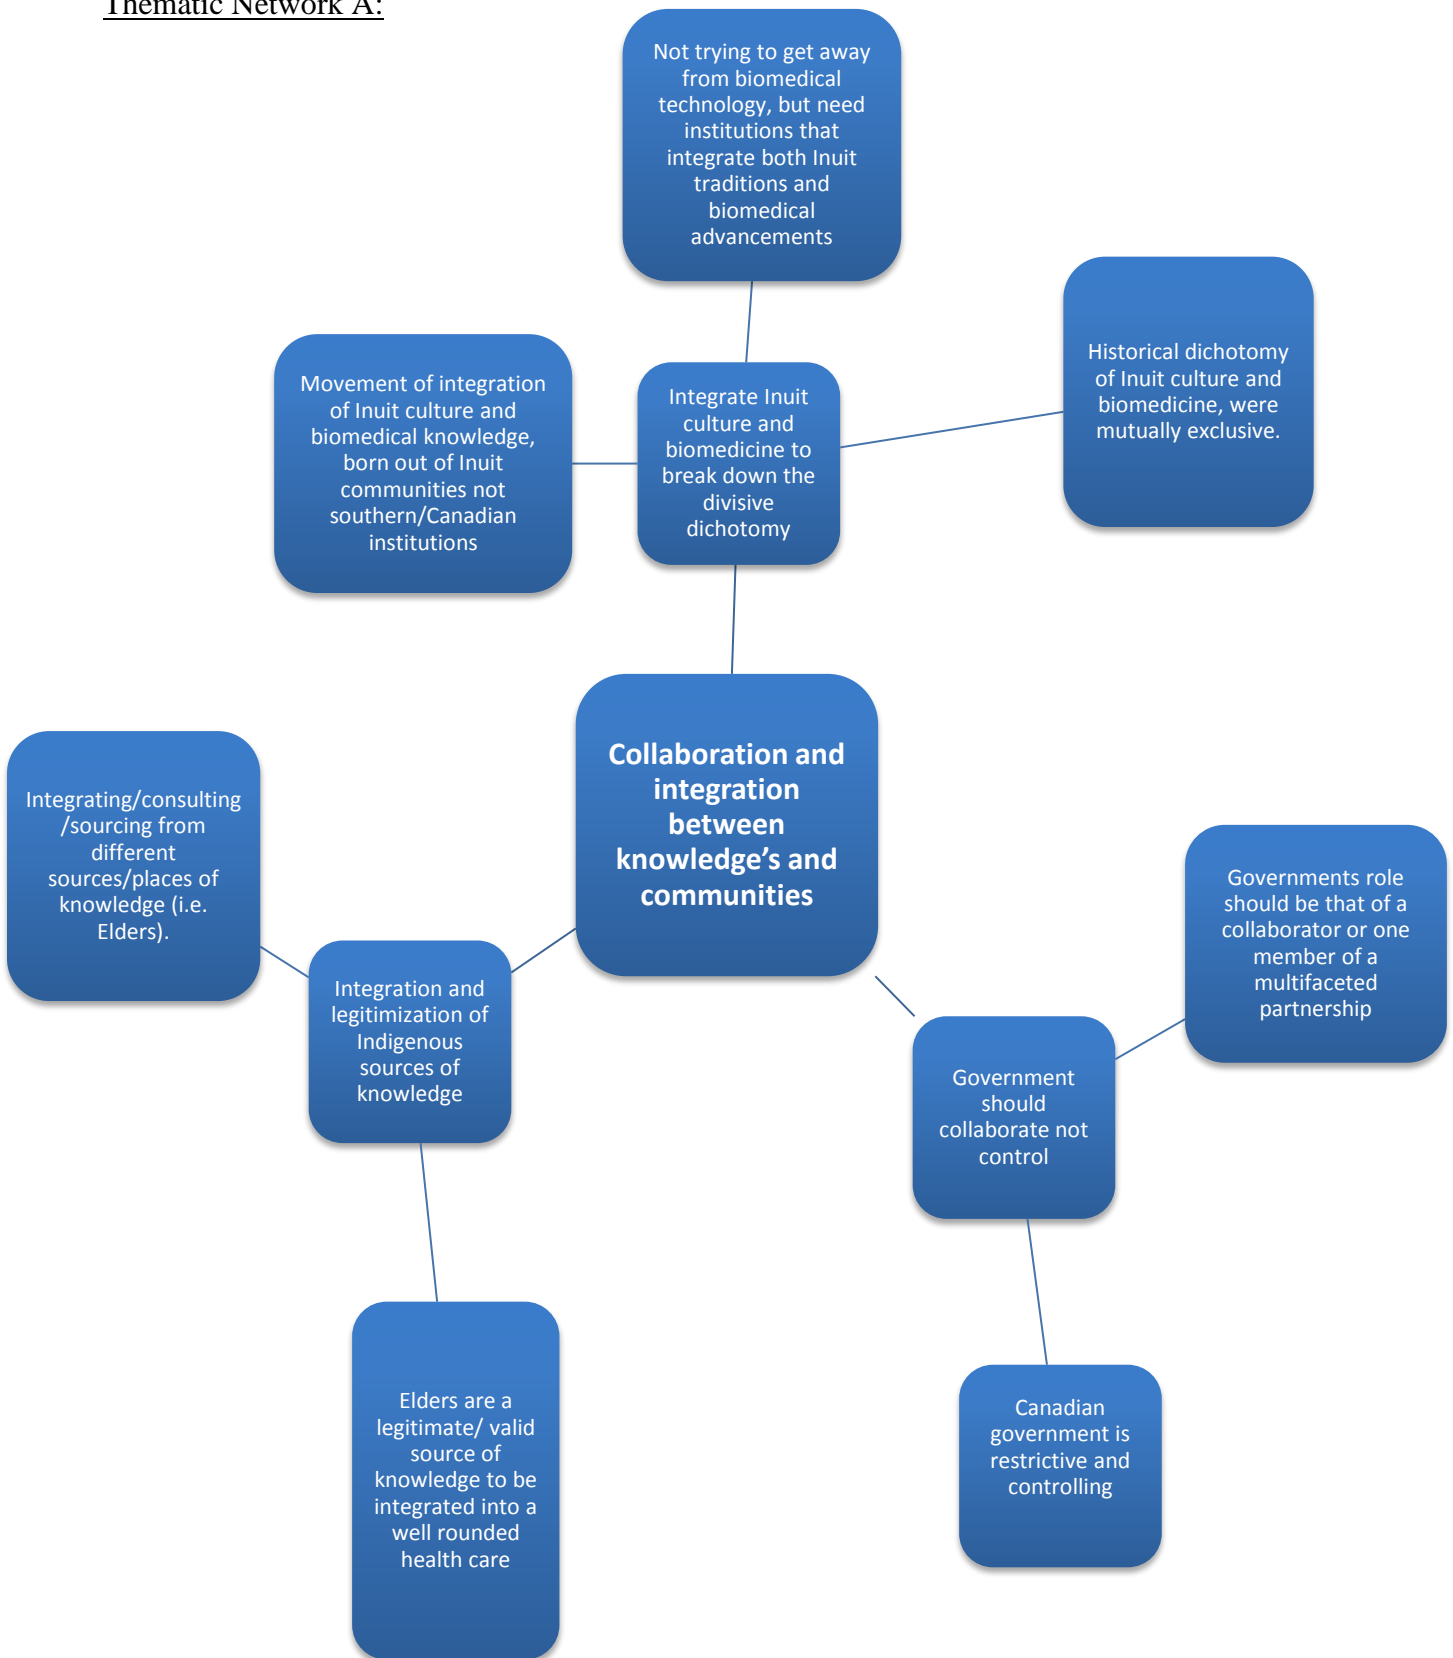 Thematic Network A:
Not trying to get away
from biomedical
technology, but need
institutions that
integrate both Inuit
traditions and
biomedical
advancements
Historical dichotomy
of Inuit culture and
biomedicine, were
mutually exclusive.
Movement of integration
of Inuit culture and
biomedical knowledge,
born out of Inuit
communities not
southern/Canadian
institutions
Integrate Inuit
culture and
biomedicine to
break down the
divisive
dichotomy
Collaboration and
integration
between
knowledge’s and
communities
Integrating/consulting
/sourcing from
different
sources/places of
knowledge (i.e.
Elders).
Integration and
legitimization of
Indigenous
sources of
knowledge
Governments role
should be that of a
collaborator or one
member of a
multifaceted
partnership
Government
should
collaborate not
control
Elders are a
legitimate/ valid
source of
knowledge to be
integrated into a
well rounded
health care
Canadian
government is
restrictive and
controlling